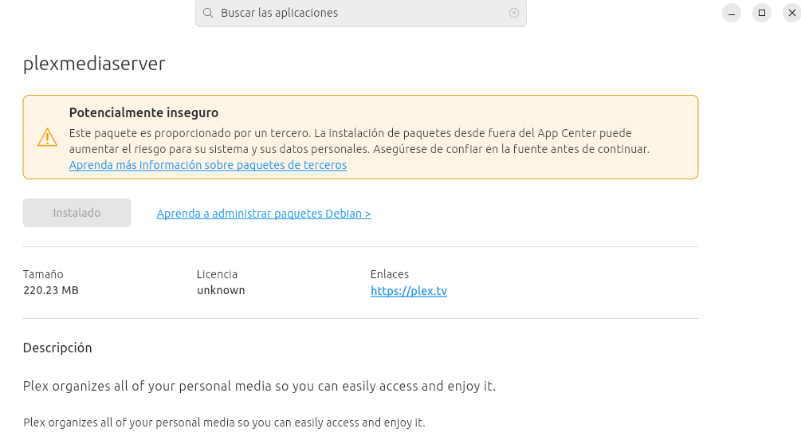 Buscar las aplicaciones
plexmediaserver
Potencialmente inseguro
Este paquete es proporcionado por un tercero. La instalación de paquetes desde fuera del App Center puede
aumentar el riesgo para su sistema y sus datos personales. Asegúrese de confiar en la fuente antes de continuar.
Aprenda más información sobre paquetes de terceros
Instalado
Aprenda a administrar paquetes Debian >
Tamaño
220.23 MB
Licencia
unknown
Enlaces
https://plex.tv
Descripción
Plex organizes all of your personal media so you can easily access and enjoy it.
Plex organizes all of your personal media so you can easily access and enjoy it.